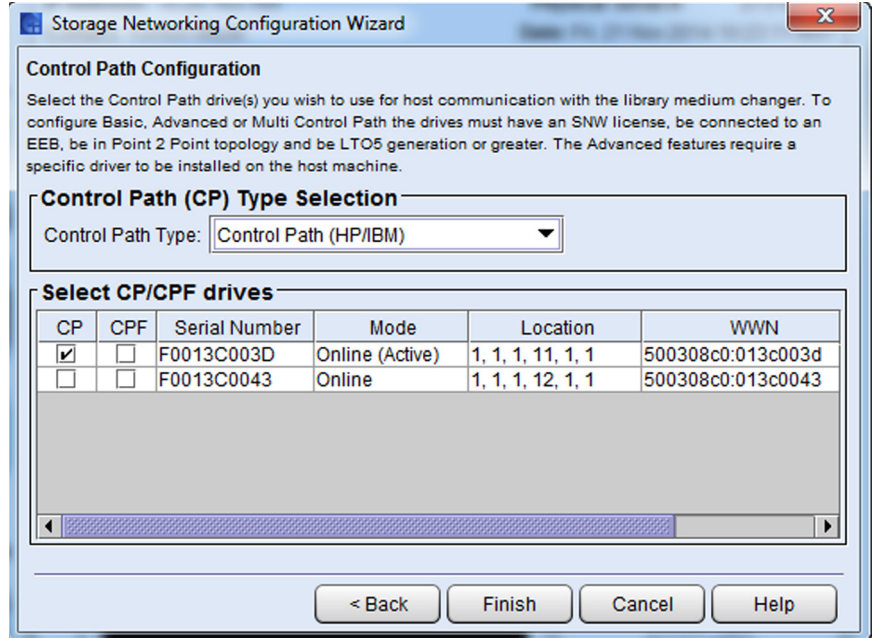 Storage Networking Configuration Wizard
Control Path Configuration
Select the Control Path drive(s) you wish to use for host communication with the library medium changer. To
configure Basic, Advanced or Multi Control Path the drives must have an SNW license, be connected to an
EEB, be in Point 2 Point topology and be LTO5 generation or greater. The Advanced features require a
specific driver to be installed on the host machine.
Control Path (CP) Type Selection
Control Path Type: Control Path (HP/IBM)
Select CP/CPF drives
CP CPF Serial Number Mode Location WWN
F0013C003D Online (Active) 1, 1, 1, 11, 1, 1 500308c0:013c003d
F0013C0043 Online 1, 1, 1, 12, 1, 1 500308c0:013c0043
< Back Finish Cancel Help